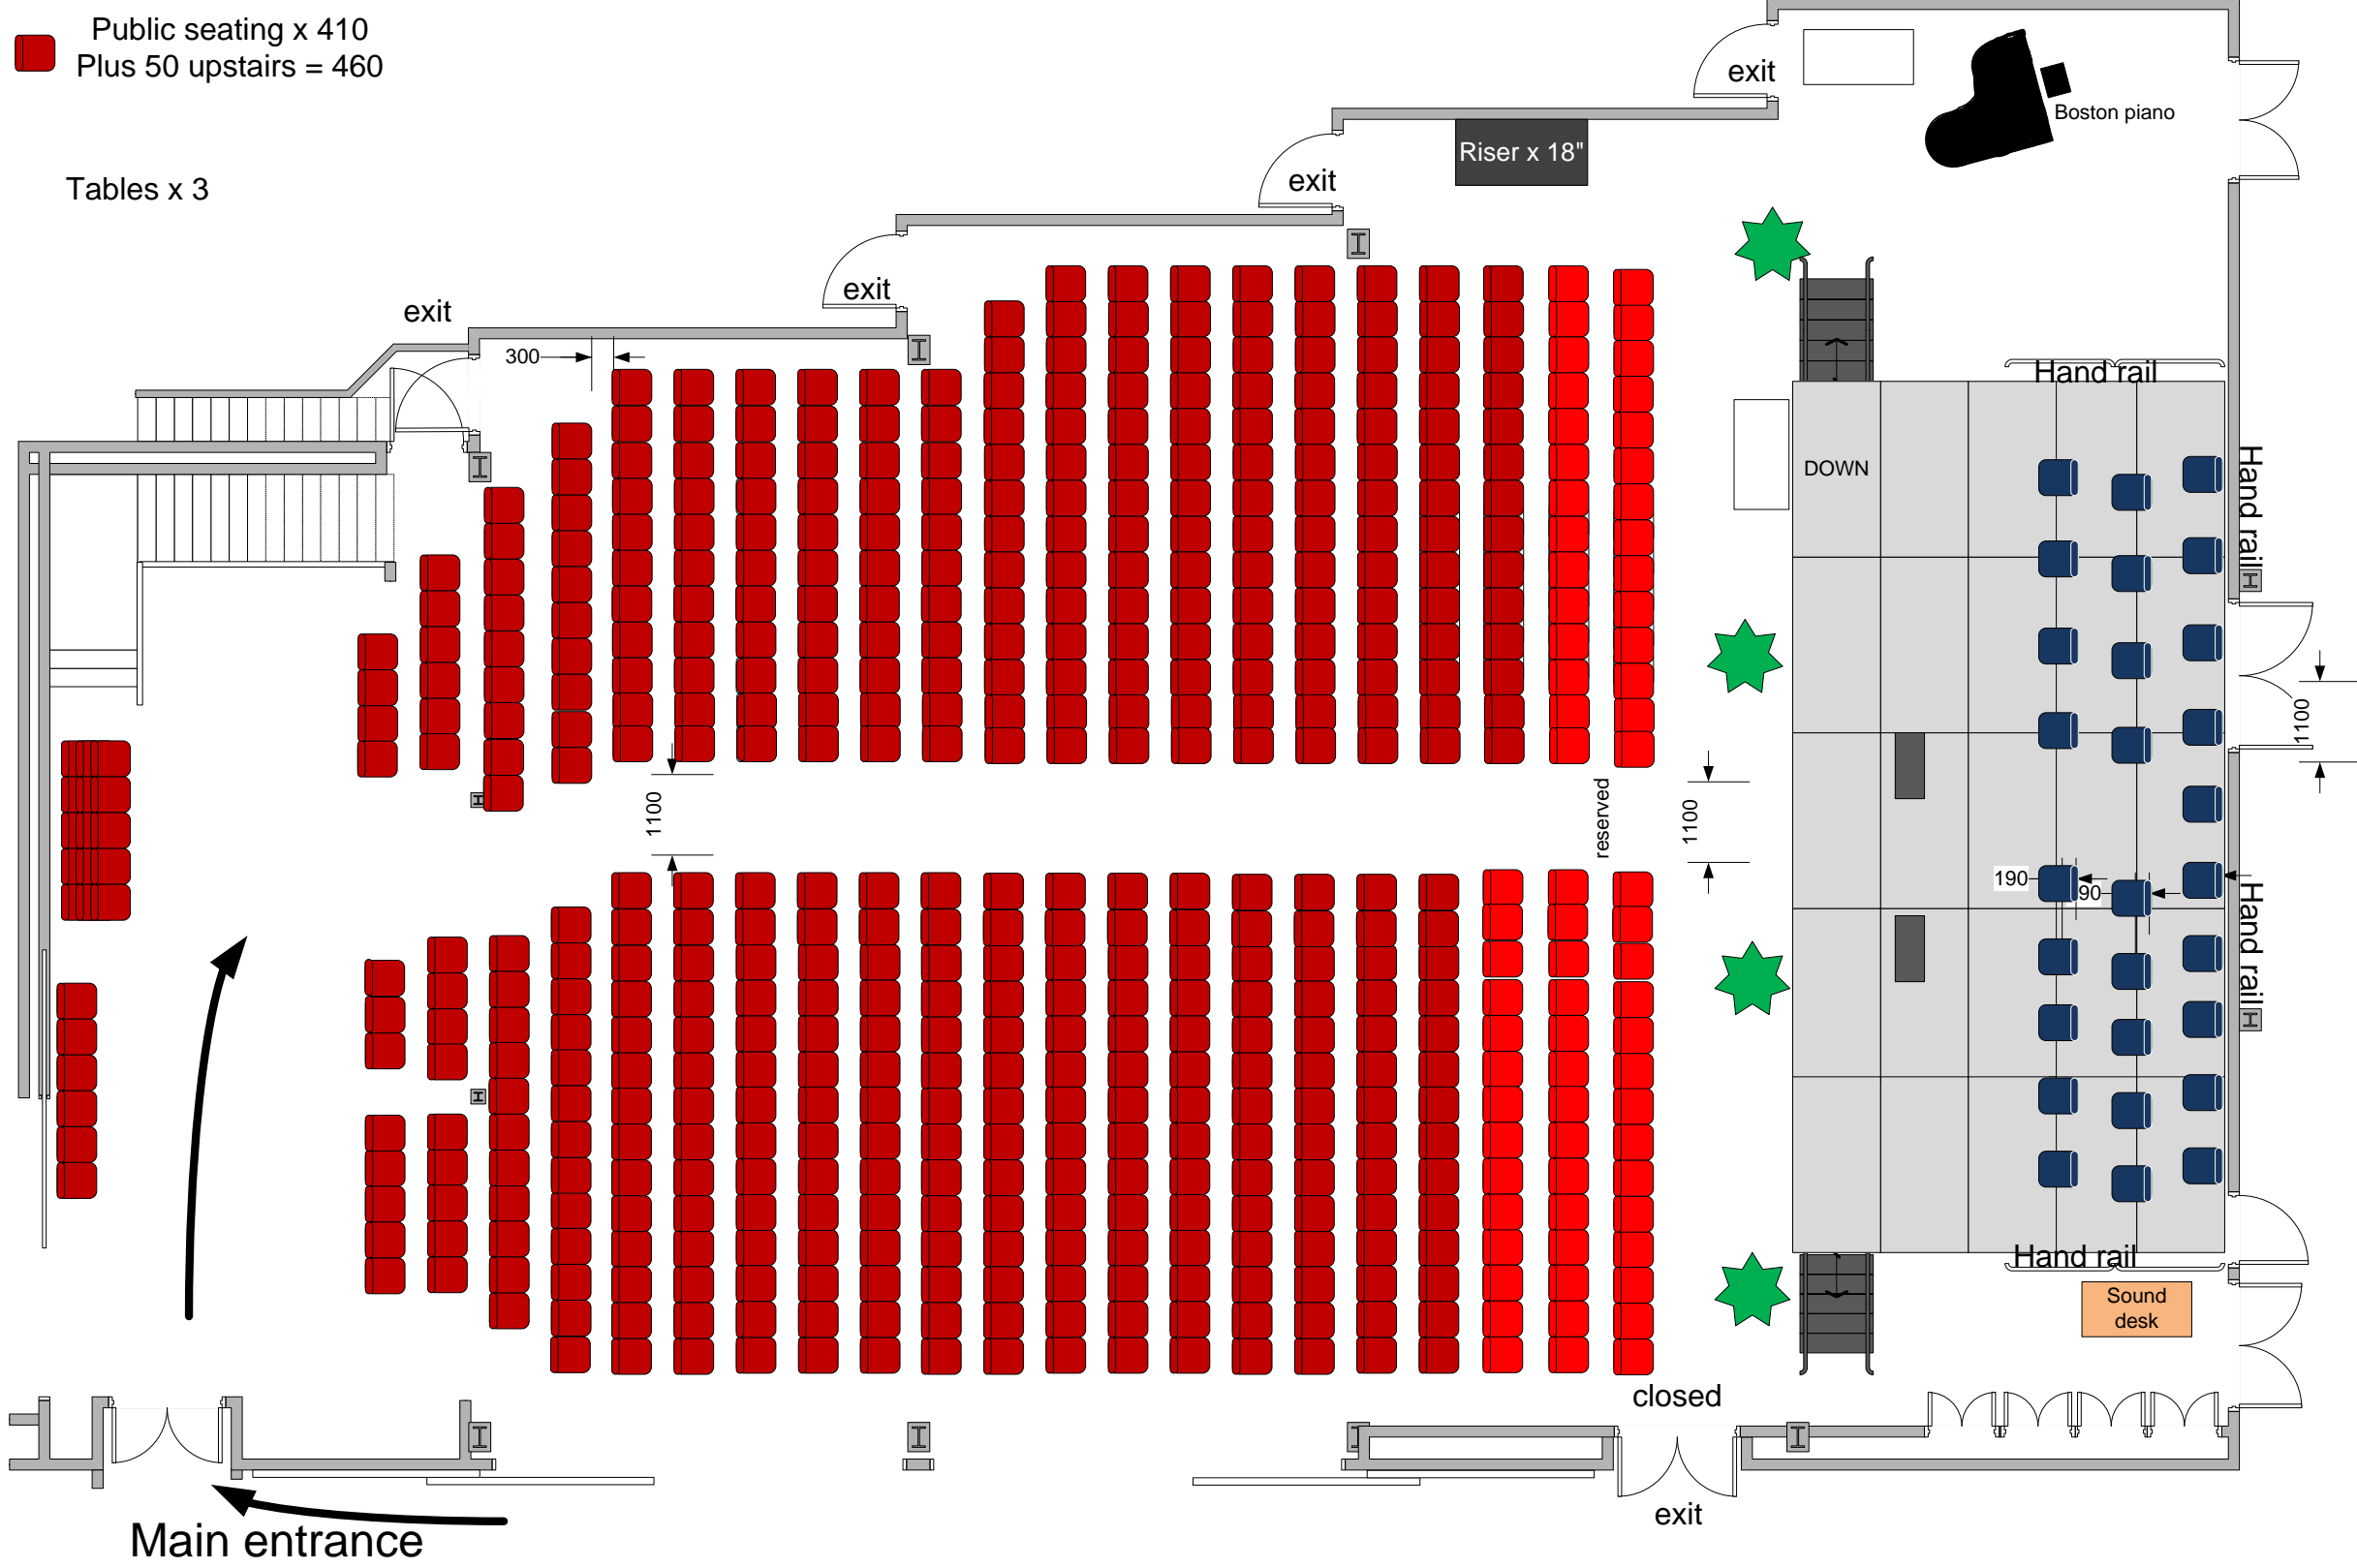 Public seating x 410
Plus 50 upstairs = 460
Tables x 3
exit
Boston piano
Riser x 18"
exit
exit
exit
300
Hand rail
DOWN
Hand rail
1100
1100
reserved
1100
190
90
Hand rail
Hand rail
Sound
desk
closed
exit
Main entrance